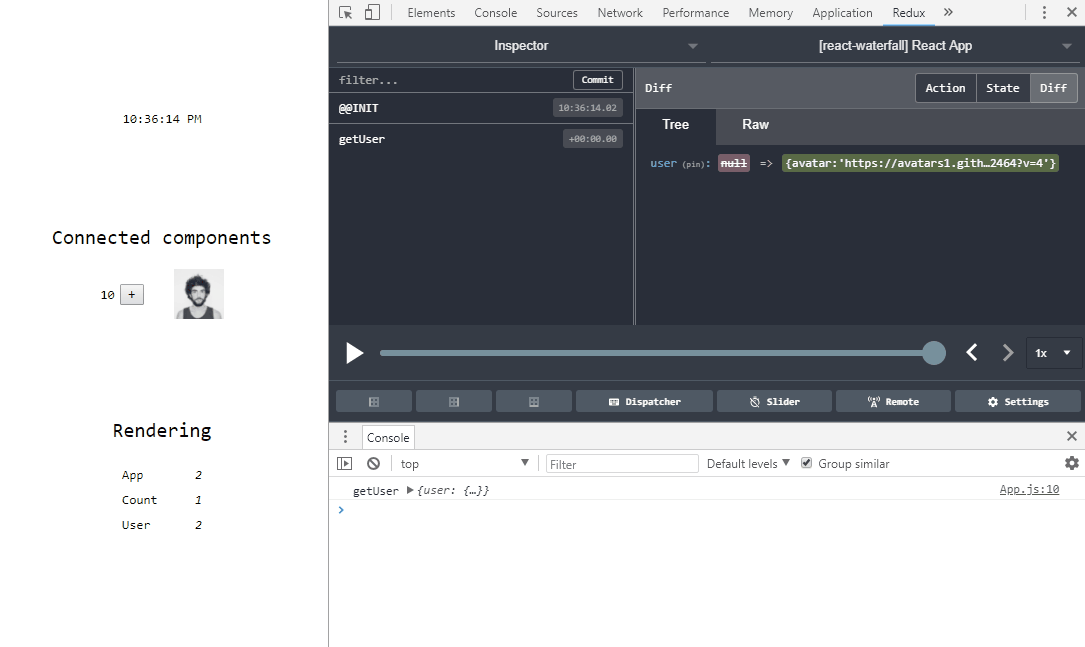 10:36:14 PM
Connected components
10 +
Rendering
App 2
Count 1
User 2
Elements Console Sources Network Performance Memory Application Redux »
Inspector [react-waterfall] React App
filter... Commit
@@INIT 10:36:14.02
getUser +00:00.00
Diff Action State Diff
Tree Raw
user (pin): null => {avatar:'https://avatars1.gith…2464?v=4'}
1x
Dispatcher Slider Remote Settings
Console
top Filter Default levels Group similar
getUser {user: {…}} App.js:10